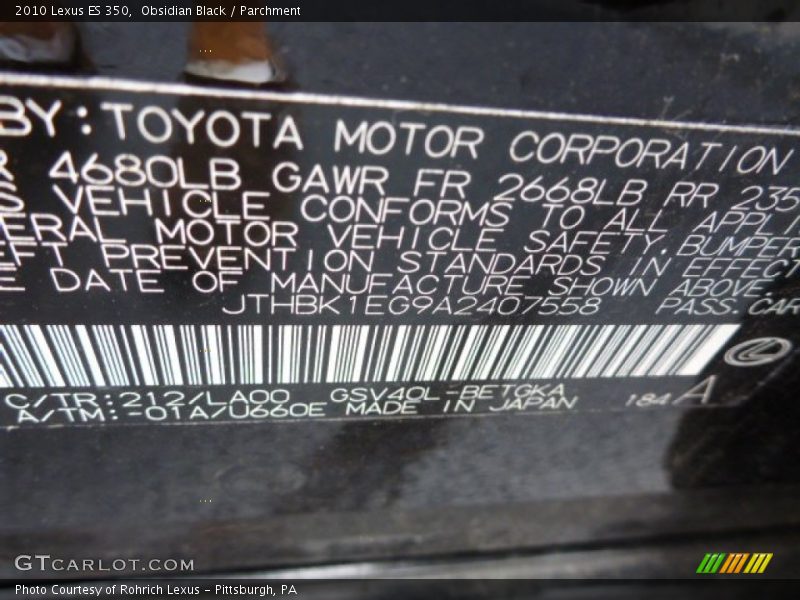 2010 Lexus ES 350,  Obsidian Black / Parchment
BY: TOYOTA MOTOR CORPORATION
4680LB GAWR FR 2668LB RR 235
S VEHICLE CONFORMS TO ALL APPLI
ERAL MOTOR VEHICLE SAFETY, BUMPER
EFT PREVENTION STANDARDS IN EFFECT
E DATE OF MANUFACTURE SHOWN ABOVE
JTHBK1EG9A2407558 PASS. CAR
C/TR:212/LA00 GSV40L-BETGKA
A/TM:-01A/U660E MADE IN JAPAN 184 A
GTCARLOT.COM
Photo Courtesy of Rohrich Lexus – Pittsburgh, PA